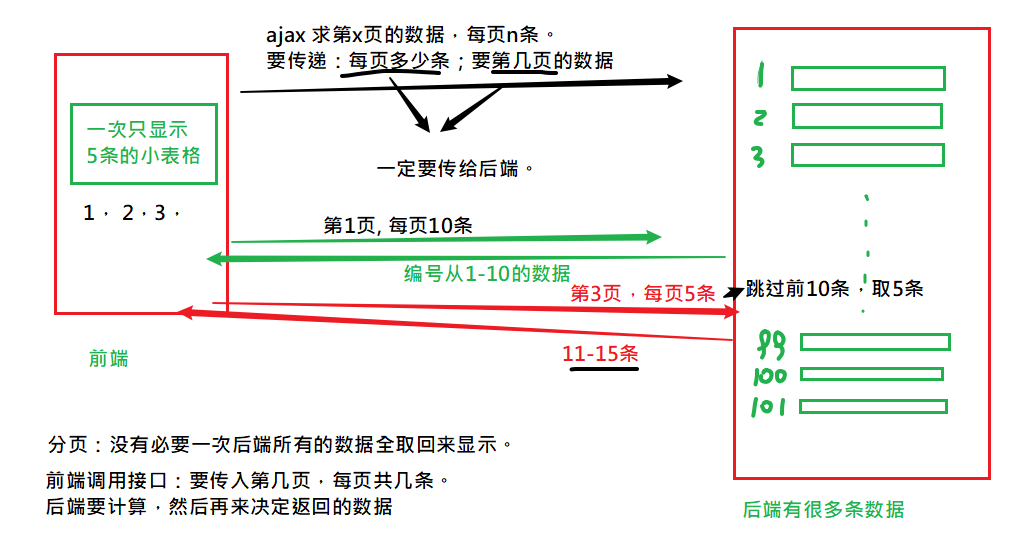 ajax 求第x页的数据，每页n条。
要传递：每页多少条；要第几页的数据
一次只显示
5条的小表格
1， 2，3，
一定要传给后端。
第1页, 每页10条
编号从1-10的数据
第3页，每页5条
跳过前10条，取5条
11-15条
前端
1
2
3
99
100
101
分页：没有必要一次后端所有的数据全取回来显示。
前端调用接口：要传入第几页，每页共几条。
后端要计算，然后再来决定返回的数据
后端有很多条数据